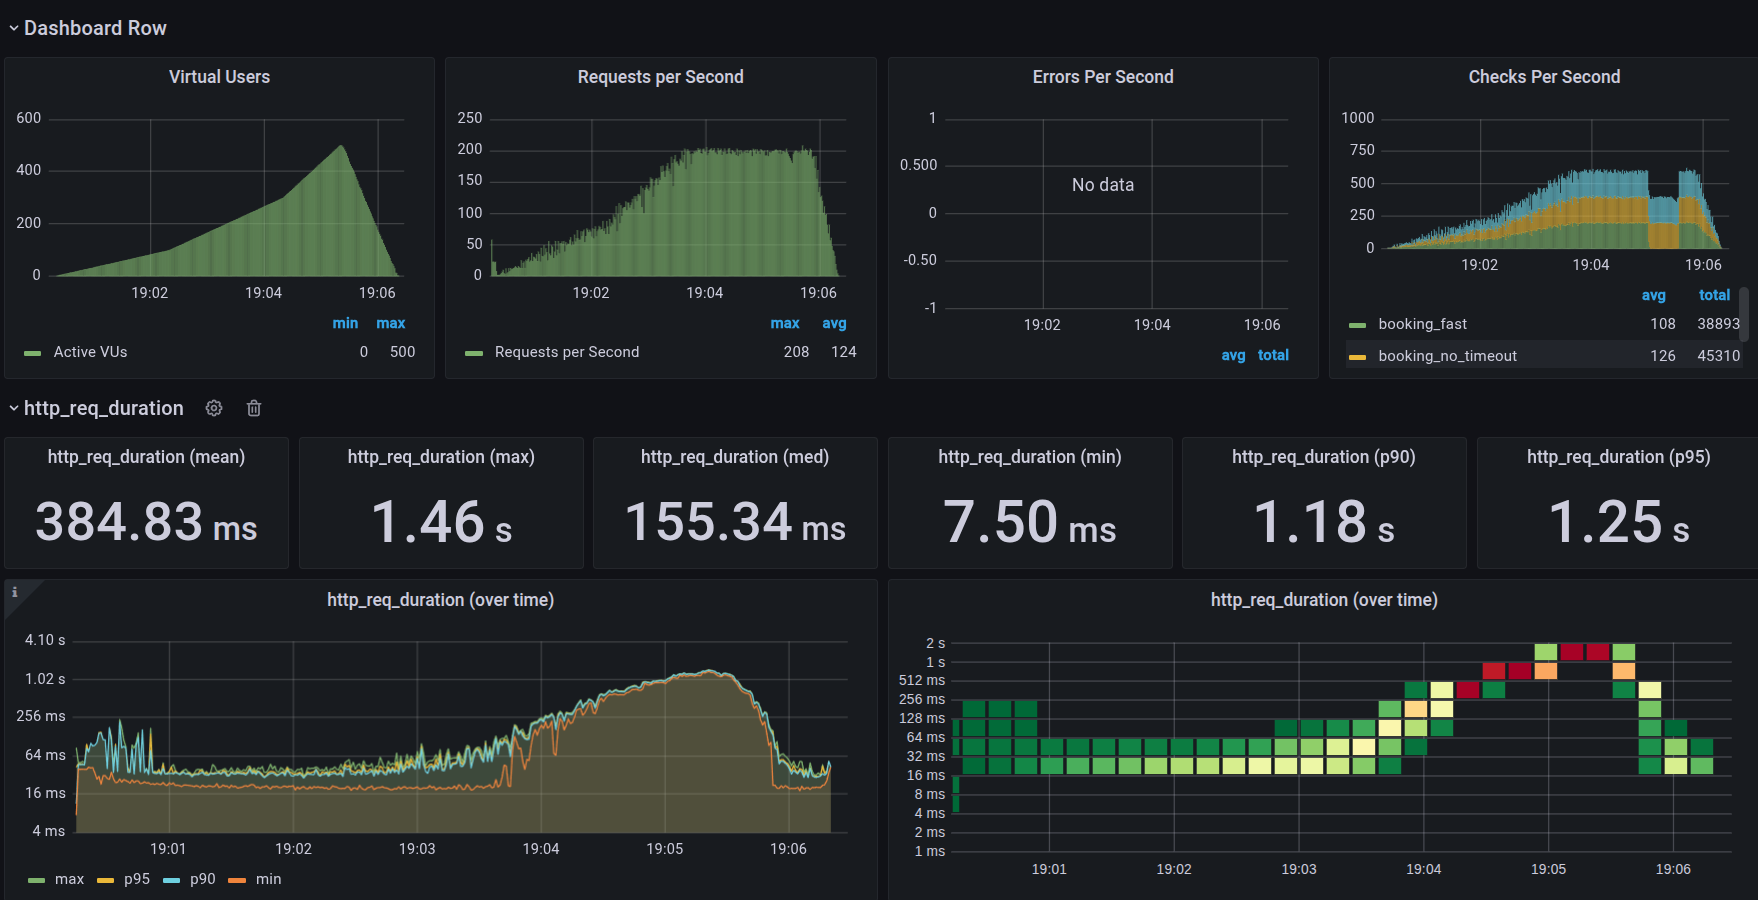 Dashboard Row
Virtual Users
600
400
200
0
19:02 19:04 19:06
min max
Active VUs 0 500
Requests per Second
250
200
150
100
50
0
19:02 19:04 19:06
max avg
Requests per Second 208 124
Errors Per Second
1
0.500
0
-0.50
-1
No data
19:02 19:04 19:06
avg total
Checks Per Second
1000
750
500
250
0
19:02 19:04 19:06
avg total
booking_fast 108 38893
booking_no_timeout 126 45310
http_req_duration
http_req_duration (mean)
384.83 ms
http_req_duration (max)
1.46 s
http_req_duration (med)
155.34 ms
http_req_duration (min)
7.50 ms
http_req_duration (p90)
1.18 s
http_req_duration (p95)
1.25 s
i
http_req_duration (over time)
4.10 s
1.02 s
256 ms
64 ms
16 ms
4 ms
19:01 19:02 19:03 19:04 19:05 19:06
max p95 p90 min
http_req_duration (over time)
2 s
1 s
512 ms
256 ms
128 ms
64 ms
32 ms
16 ms
8 ms
4 ms
2 ms
1 ms
19:01 19:02 19:03 19:04 19:05 19:06